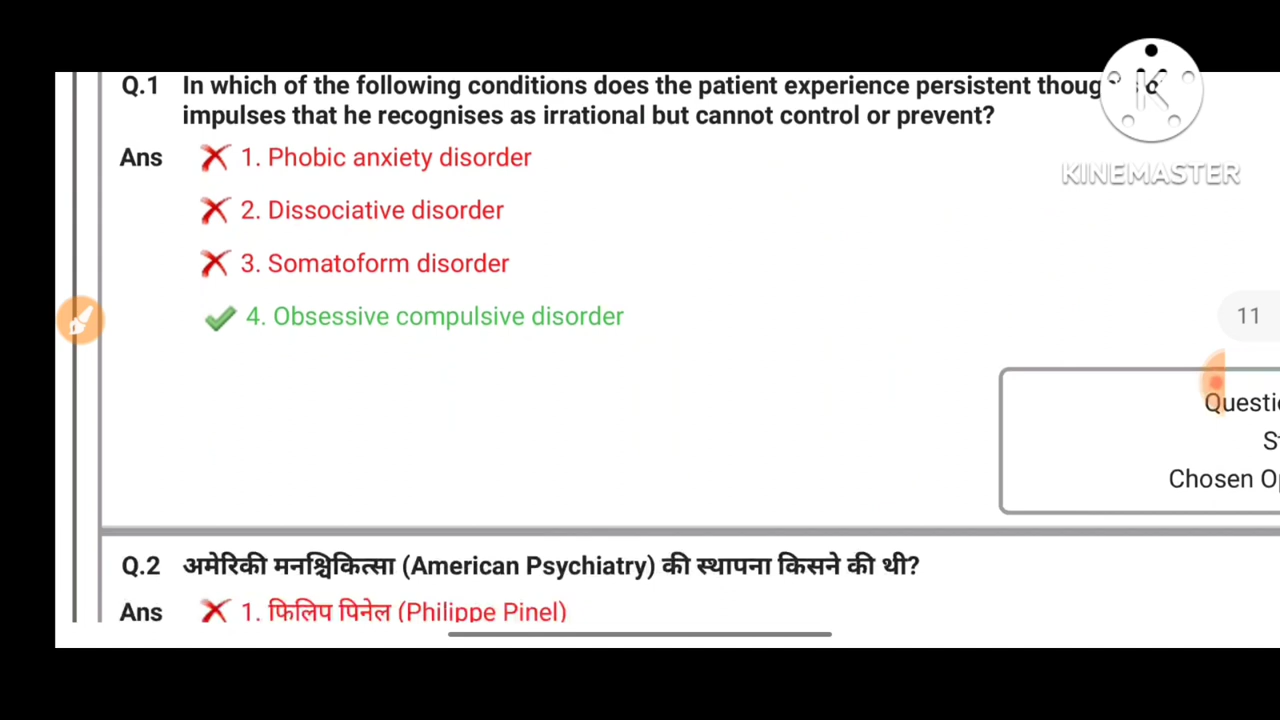 Q.1 In which of the following conditions does the patient experience persistent
impulses that he recognises as irrational but cannot control or prevent?
KINEMASTER
Ans 1. Phobic anxiety disorder
2. Dissociative disorder
3. Somatoform disorder
4. Obsessive compulsive disorder
11
Chosen
Q.2 अमेरिकी मनश्चिकित्सा (American Psychiatry) की स्थापना किसने की थी?
Ans 1. फिलिप पिनेल (Philippe Pinel)